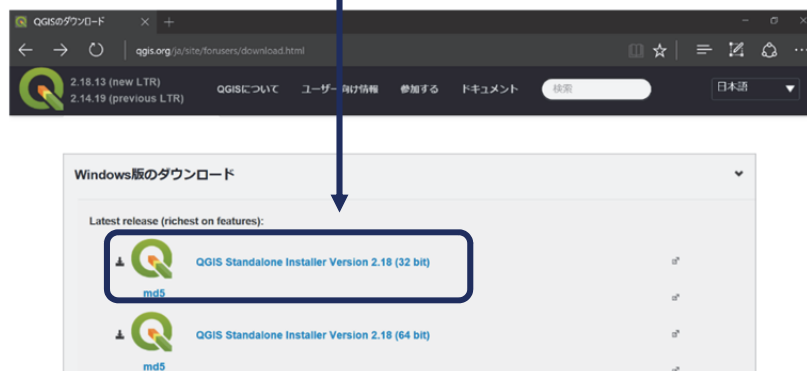 QGISのダウンロード
qgis.org/ja/site/forusers/download.html
2.18.13 (new LTR)
2.14.19 (previous LTR)
QGISについて ユーザー向け情報 参加する ドキュメント 検索 日本語
Windows版のダウンロード
Latest release (richest on features):
QGIS Standalone Installer Version 2.18 (32 bit)
md5
QGIS Standalone Installer Version 2.18 (64 bit)
md5